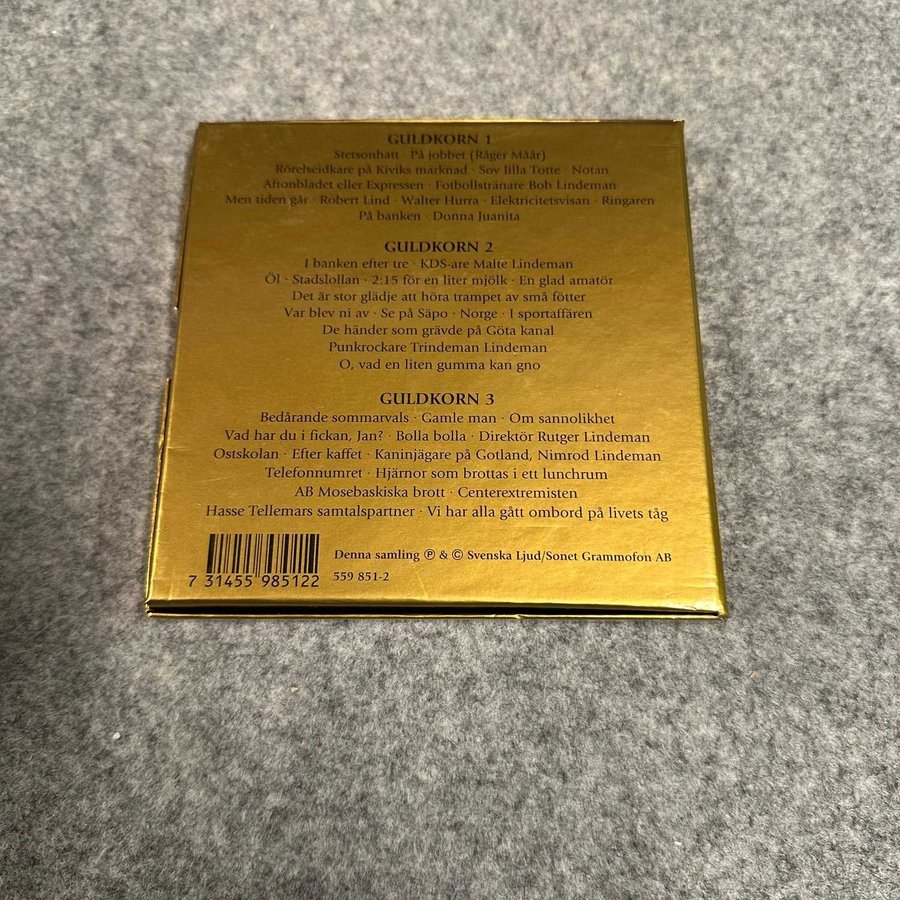 GULDKORN 1
Stetsonhatt · På jobbet (Råger Måår)
Rörelseidkare på Kiviks marknad · Sov lilla Totte · Notan
Aftonbladet eller Expressen · Fotbollstränare Bob Lindeman
Men tiden går · Robert Lind · Walter Hurra · Elektricitetsvisan · Ringaren
På banken · Donna Juanita
GULDKORN 2
I banken efter tre · KDS-are Malte Lindeman
Öl · Stadslollan · 2:15 för en liter mjölk · En glad amatör
Det är stor glädje att höra trampet av små fötter
Var blev ni av · Se på Säpo · Norge · I sportaffären
De händer som grävde på Göta kanal
Punkrockare Trindeman Lindeman
O, vad en liten gumma kan gno
GULDKORN 3
Bedårande sommarvals · Gamle man · Om sannolikhet
Vad har du i fickan, Jan? · Bolla bolla · Direktör Rutger Lindeman
Ostskolan · Efter kaffet · Kaninjägare på Gotland, Nimrod Lindeman
Telefonnumret · Hjärnor som brottas i ett lunchrum
AB Mosebaskiska brott · Centerextremisten
Hasse Tellemars samtalspartner · Vi har alla gått ombord på livets tåg
Denna samling ℗ & © Svenska Ljud/Sonet Grammofon AB
7 31455 985122
559 851-2